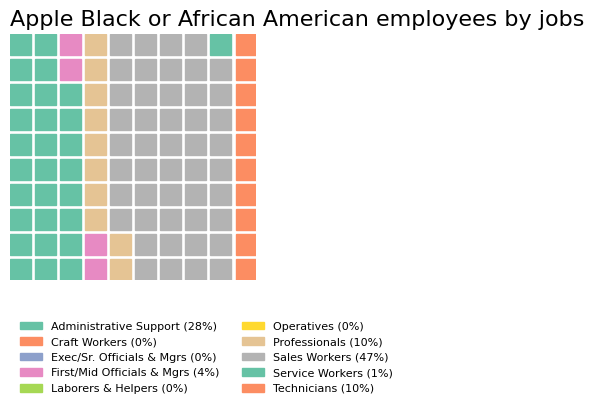 Apple Black or African American employees by jobs
Administrative Support (28%)
Craft Workers (0%)
Exec/Sr. Officials & Mgrs (0%)
First/Mid Officials & Mgrs (4%)
Laborers & Helpers (0%)
Operatives (0%)
Professionals (10%)
Sales Workers (47%)
Service Workers (1%)
Technicians (10%)